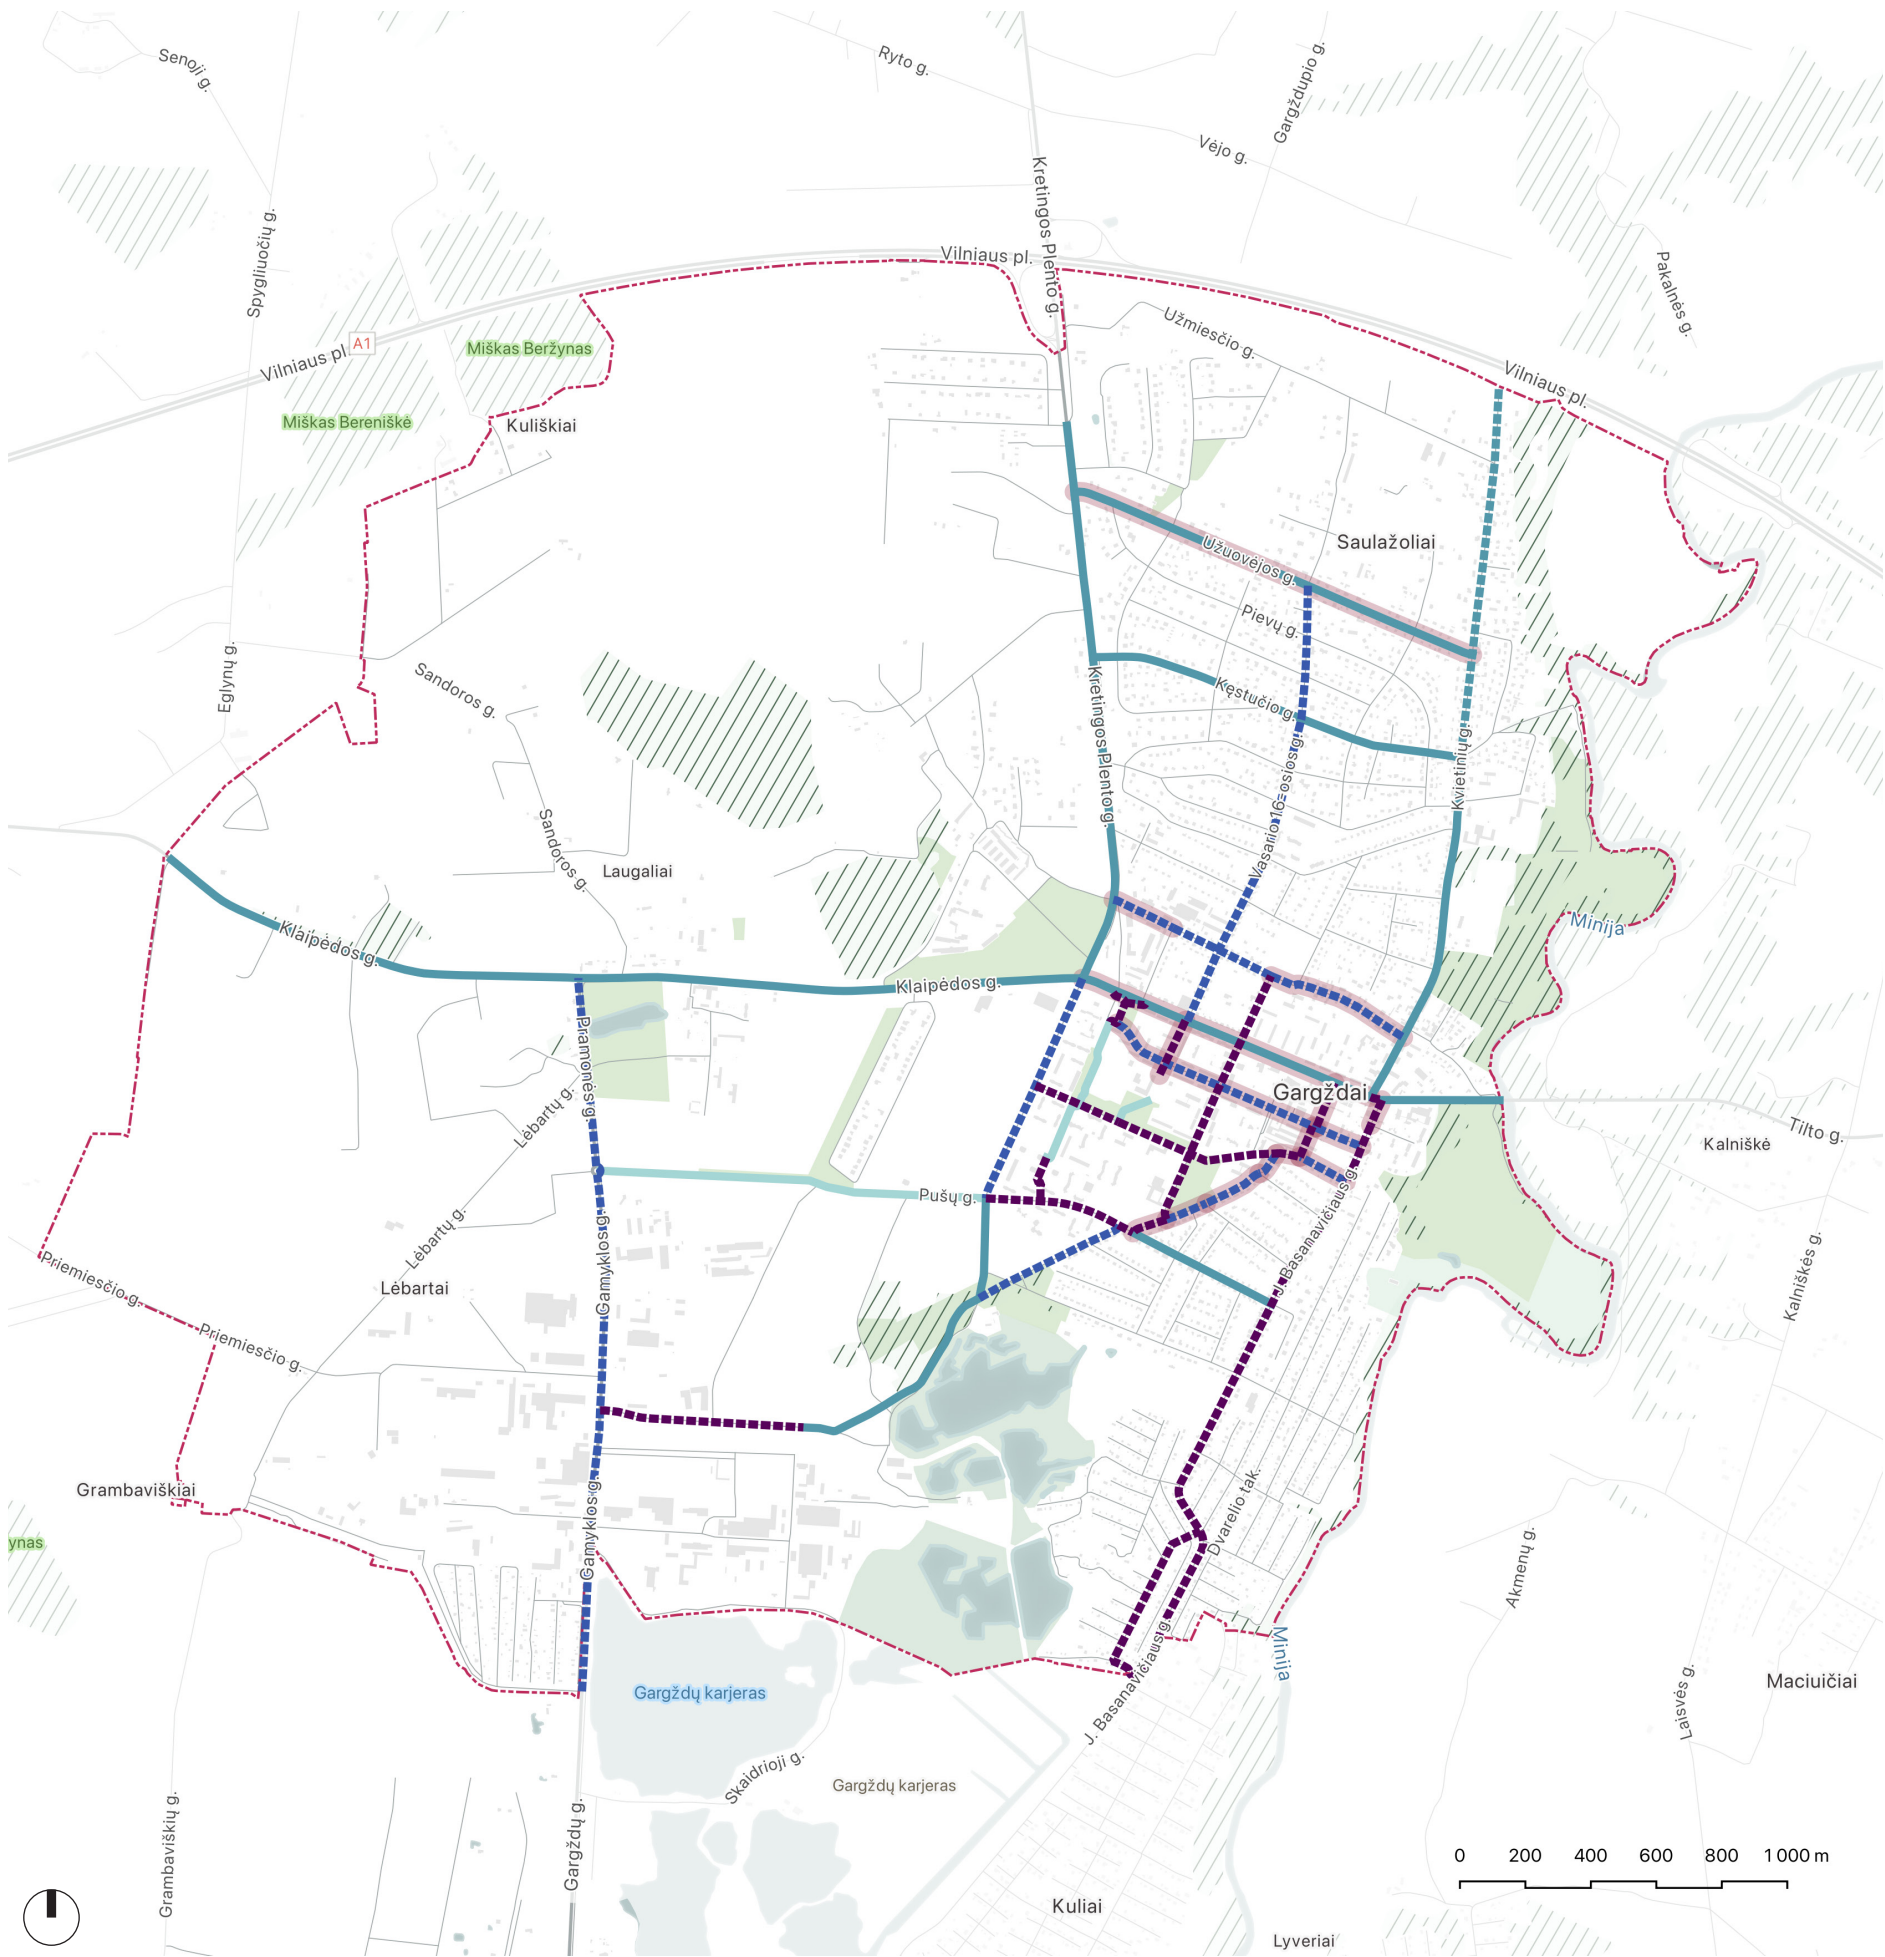 Senoji g.
Ryto g.
Gargždupio g.
Vėjo g.
Kretingos Plento g.
Spygliuočių g.
Vilniaus pl.
Pakalnės g.
Užmiesčio g.
A1
Vilniaus pl.
Miškas Beržynas
Vilniaus pl.
Miškas Bereniškė
Kuliškiai
Saulažoliai
Užuovėjos g.
Pievų g.
Eglynų g.
Sandoros g.
Kęstučio g.
Kretingos Plento g.
Kvietinių g.
Vasario 16-osios g.
Sandoros g.
Laugaliai
Minija
Klaipėdos g.
Klaipėdos g.
Pramonės g.
Gargždai
Lėbartų g.
Tilto g.
Kalniškė
Pušų g.
Lėbartų g.
Gamyklos g.
J. Basanavičiaus g.
Kalniškės g.
Priemiesčio g.
Lėbartai
Priemiesčio g.
Grambaviškiai
Gamyklos g.
Dvarelio tak.
ynas
Akmenų g.
Minija
J. Basanavičiaus g.
Laisvės g.
Maciuičiai
Gargždų karjeras
Skaidrioji g.
Gargždų karjeras
Grambaviškių g.
Gargždų g.
0 200 400 600 800 1 000 m
Kuliai
Lyveriai